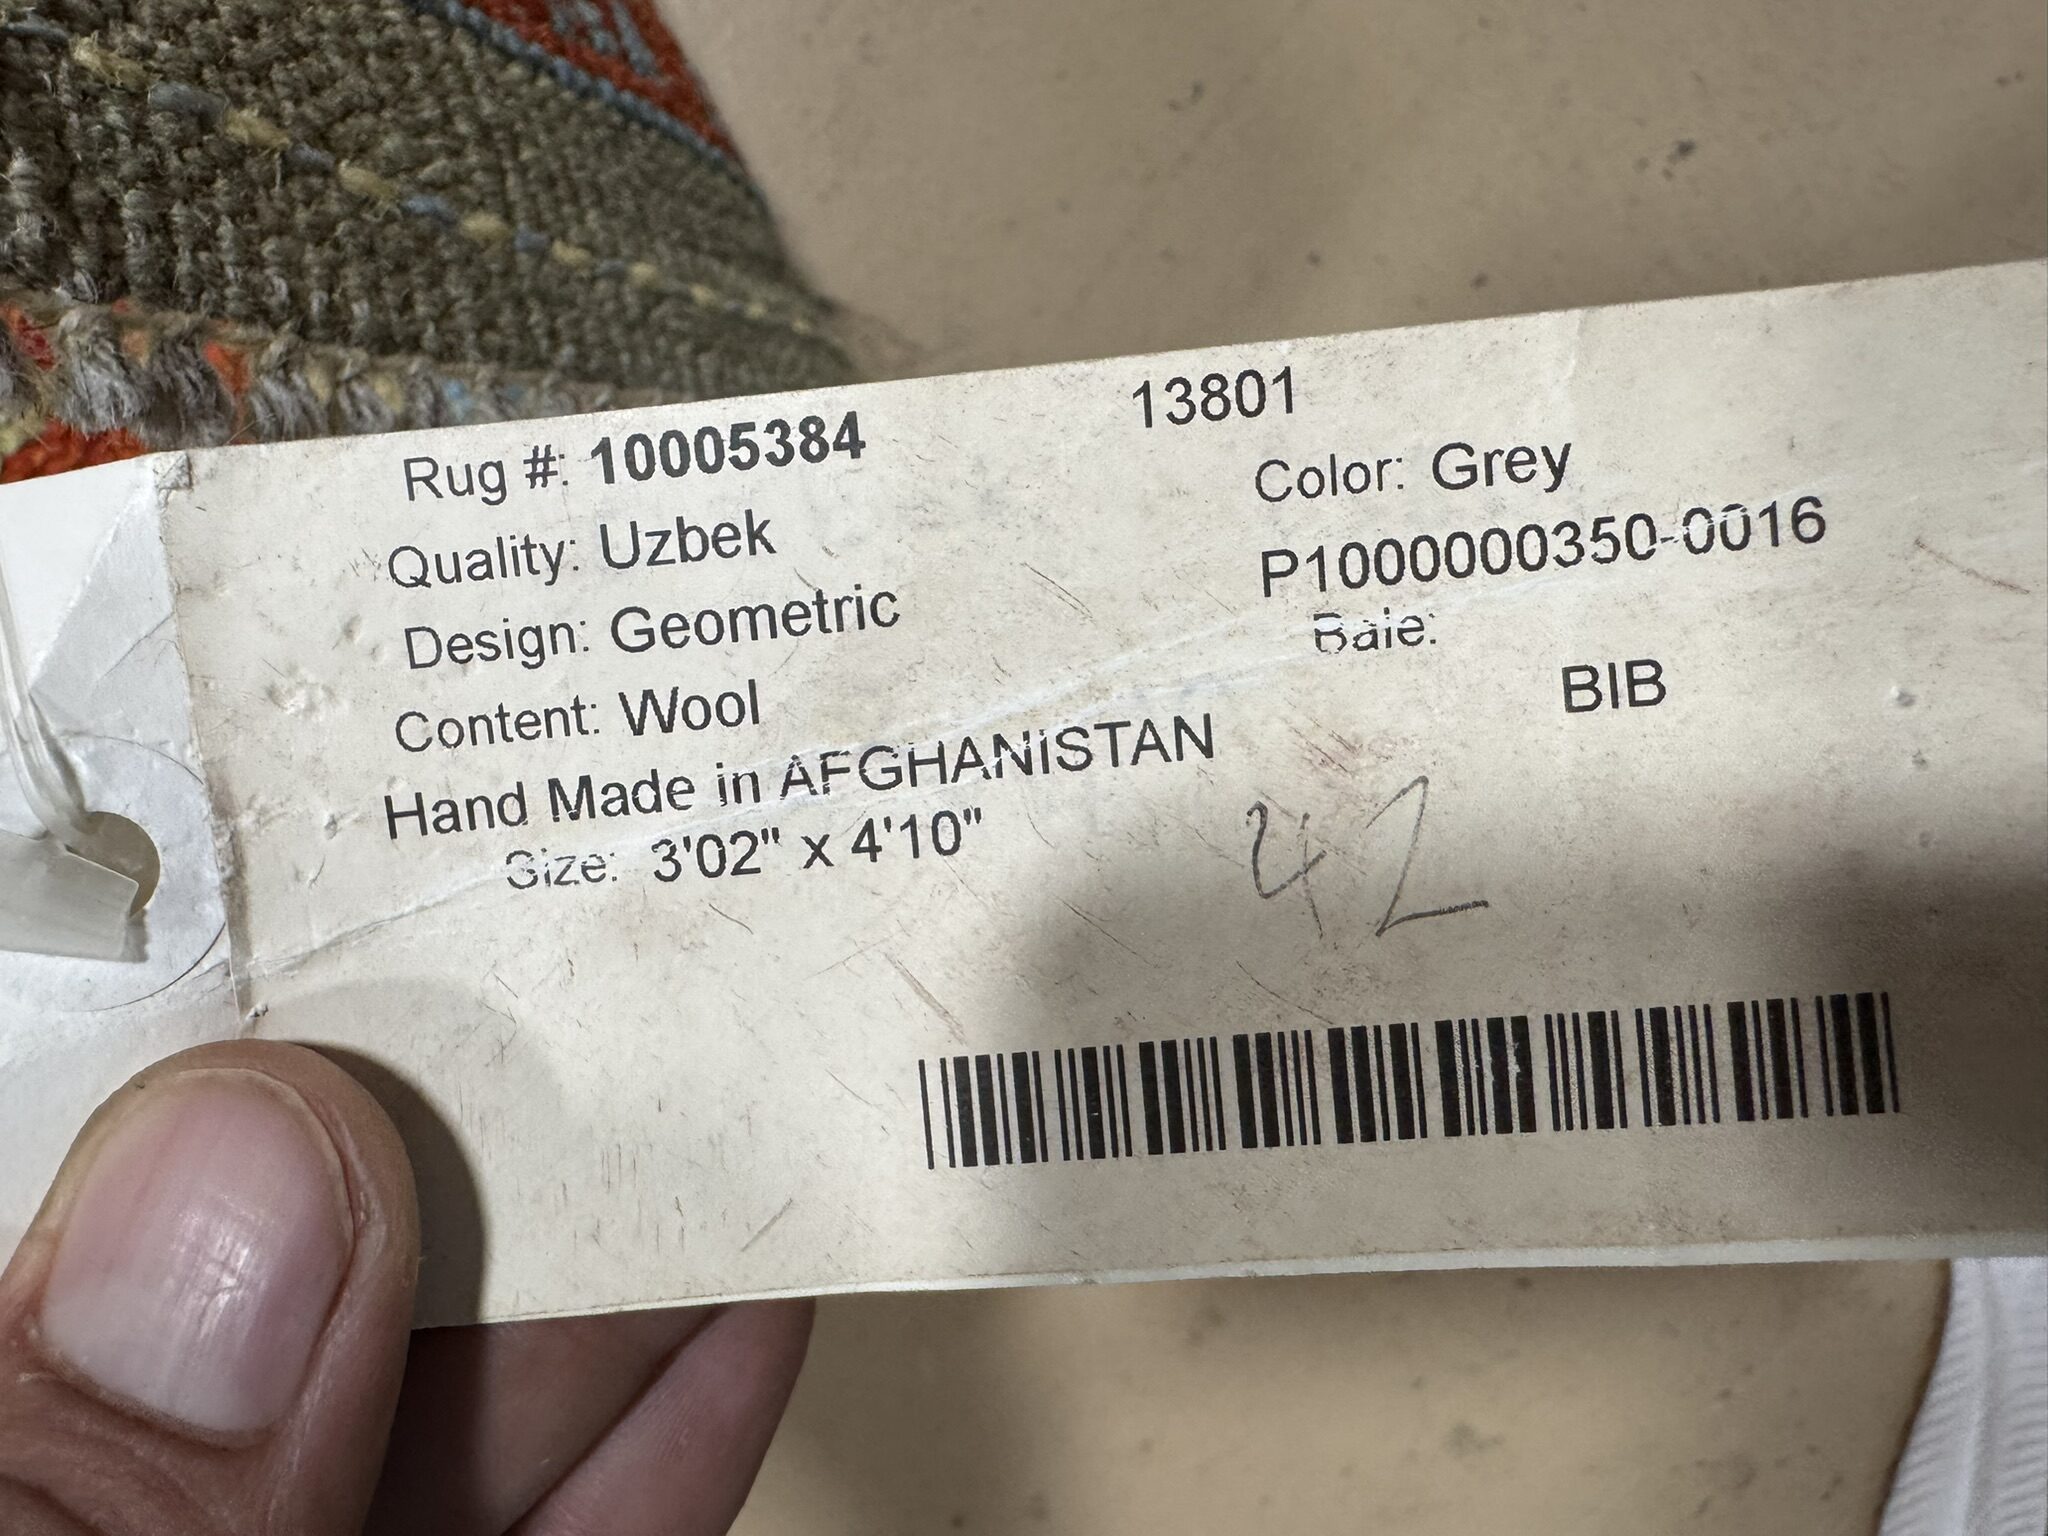 13801
Rug #: 10005384
Color: Grey
Quality: Uzbek
P1000000350-0016
Design: Geometric
Bale:
Content: Wool
BIB
Hand Made in AFGHANISTAN
Size: 3'02" x 4'10"
42